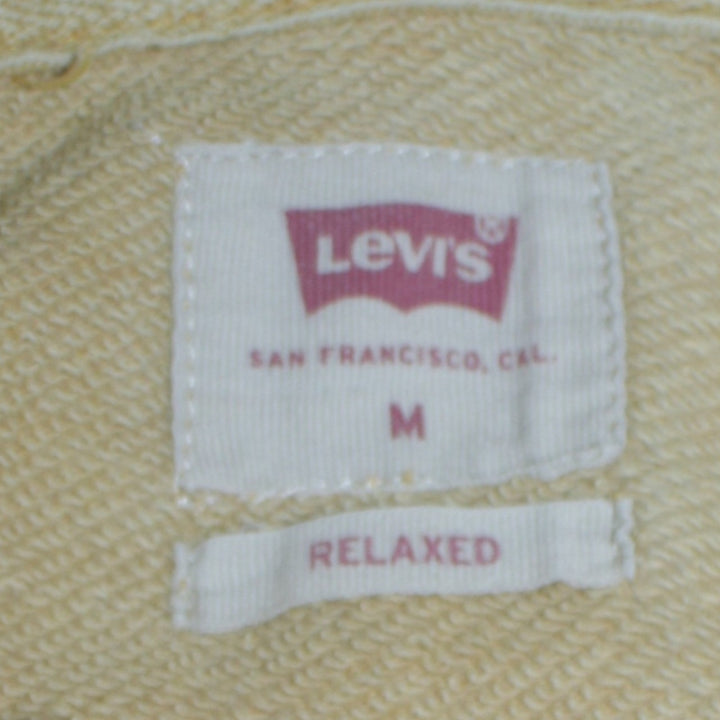 Levi's®
SAN FRANCISCO, CAL.
M
RELAXED